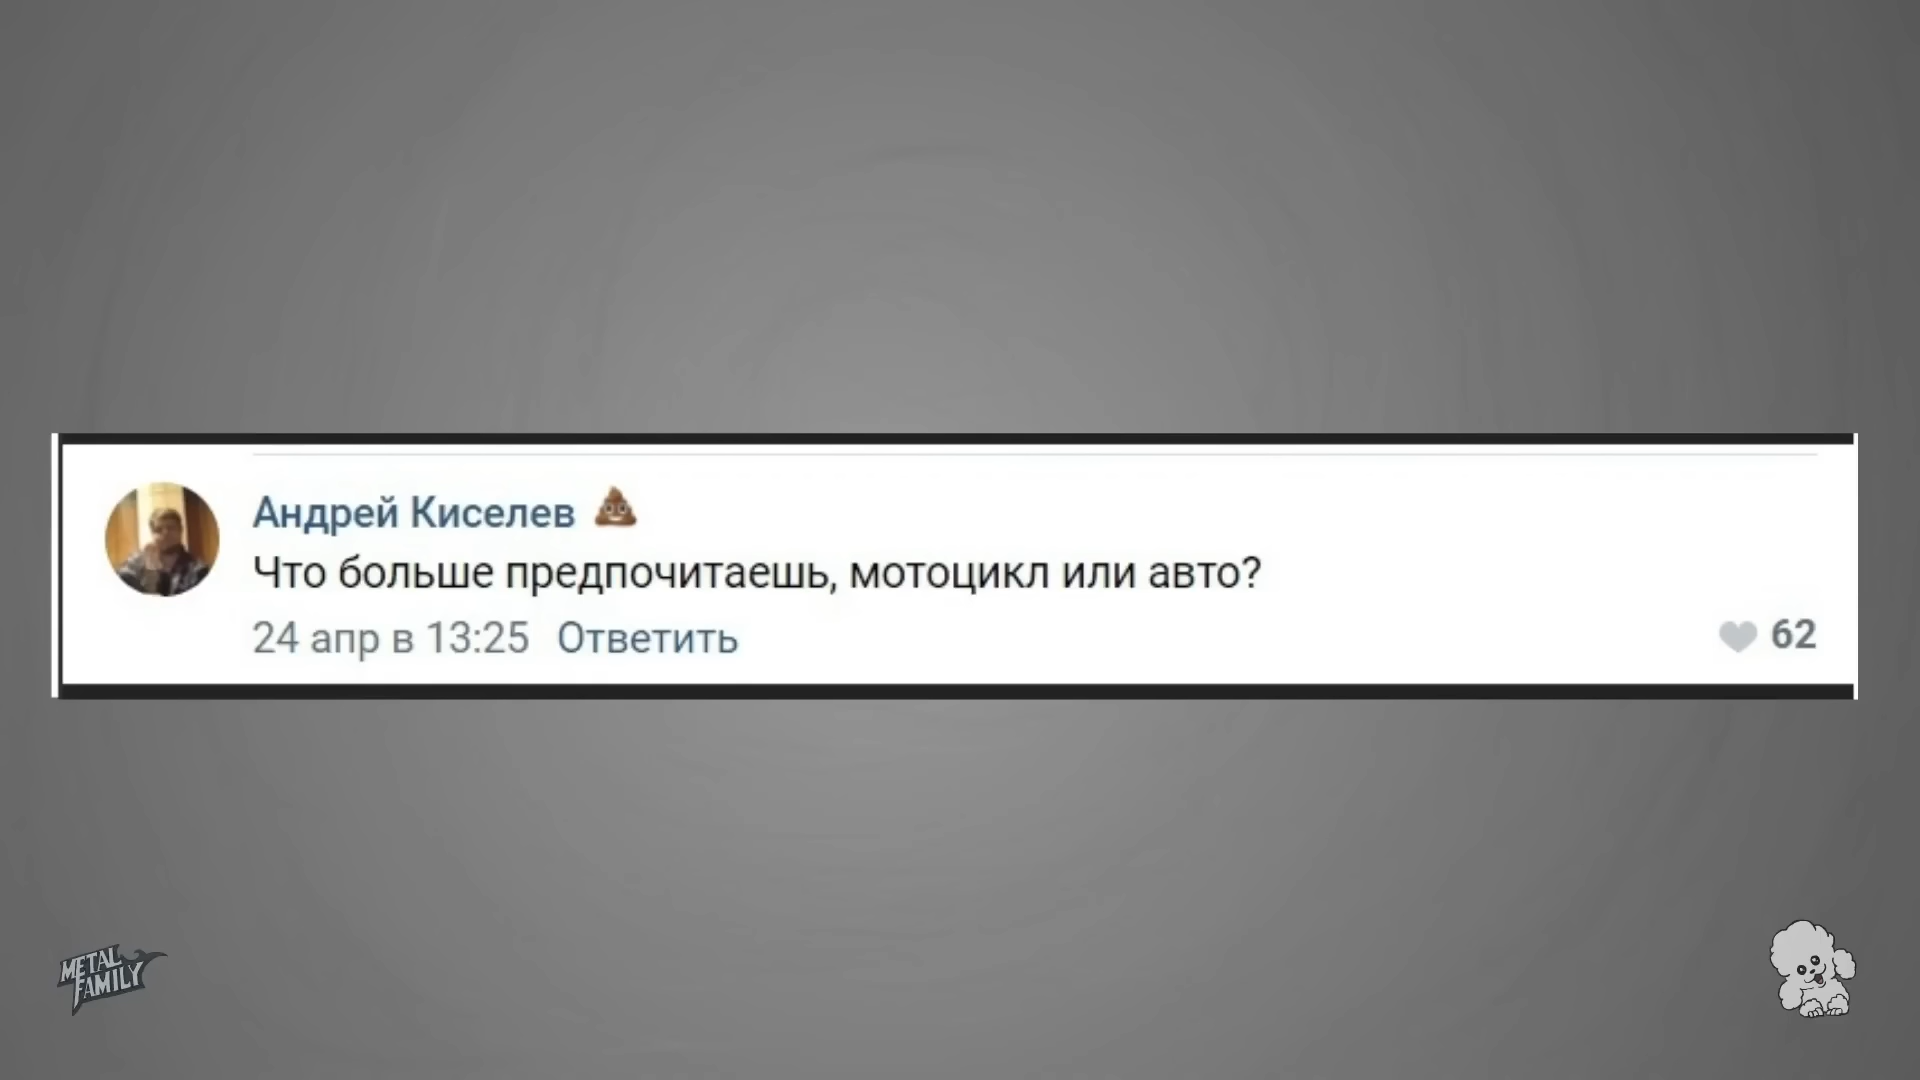 Андрей Киселев 💩
Что больше предпочитаешь, мотоцикл или авто?
24 апр в 13:25 Ответить
62
METAL
FAMILY